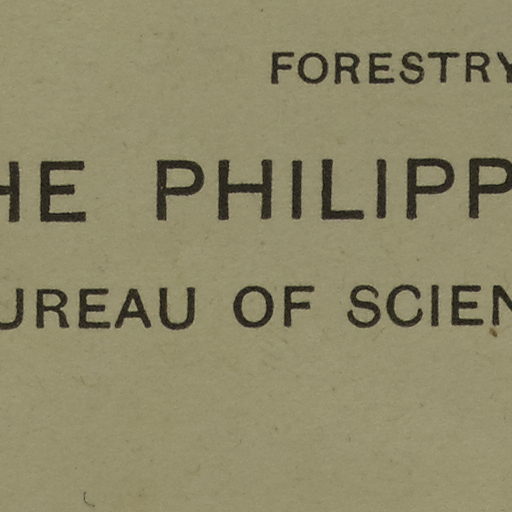 FORESTRY
HE PHILIPP
UREAU OF SCIEN